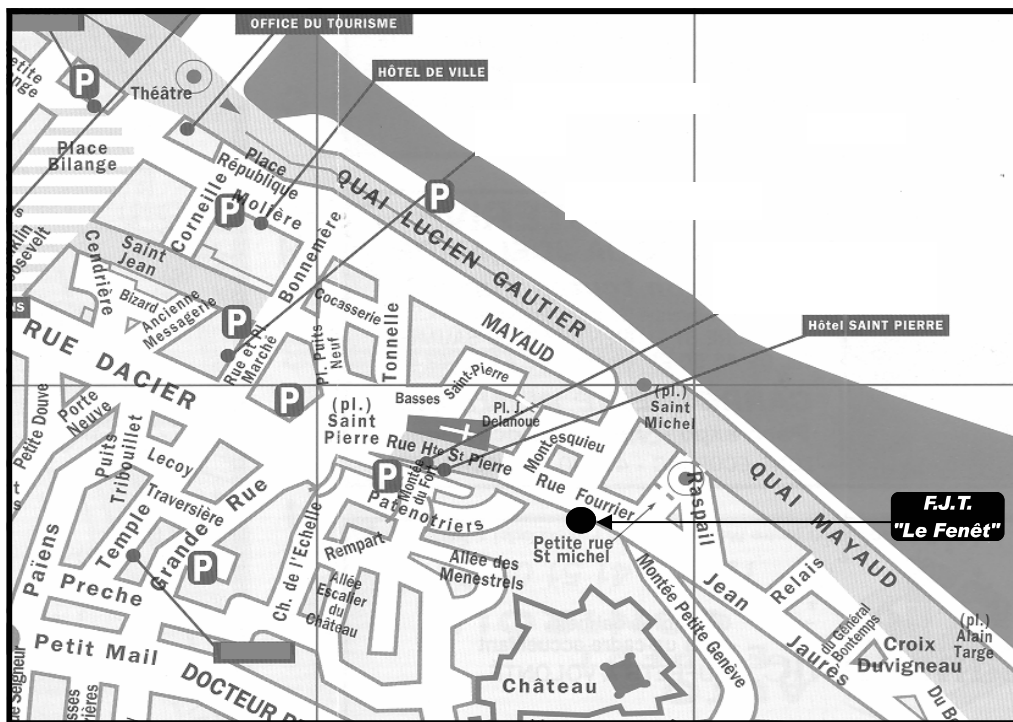 OFFICE DU TOURISME
HÔTEL DE VILLE
P
Théâtre
Place
Bilange
Place
République
Corneille
Molière
P
P
QUAI LUCIEN GAUTIER
Saint
Jean
Cendrière
Bizard
Ancienne
Messagerie
Bonnemère
Cocasserie
P
Rue et Pl.
Marché
Pl. Puits
Neuf
Tonnelle
MAYAUD
Hôtel SAINT PIERRE
RUE DACIER
Petite Douve
Porte
Neuve
Puits
Tribouillet
P
(pl.)
Saint
Pierre
Basses
Saint-Pierre
Pl. J.
Delanoue
(pl.)
Saint
Michel
Lecoy
Traversière
Grande Rue
Rue Hte St Pierre
Montesquieu
P
Montée
du Fort
Patenotriers
Rue Fourrier
Raspail
QUAI MAYAUD
F.J.T.
"Le Fenêt"
Petite rue
St michel
Païens
Temple
P
Preche
Ch. de l'Echelle
Rempart
Allée
Escalier
du
Château
Allée des
Menestrels
Montée Petite Genève
Jean
Jaurès
Relais
du Général
Pontemps
Croix
Duvigneau
(pl.)
Alain
Targe
Petit Mail
DOCTEUR
Château